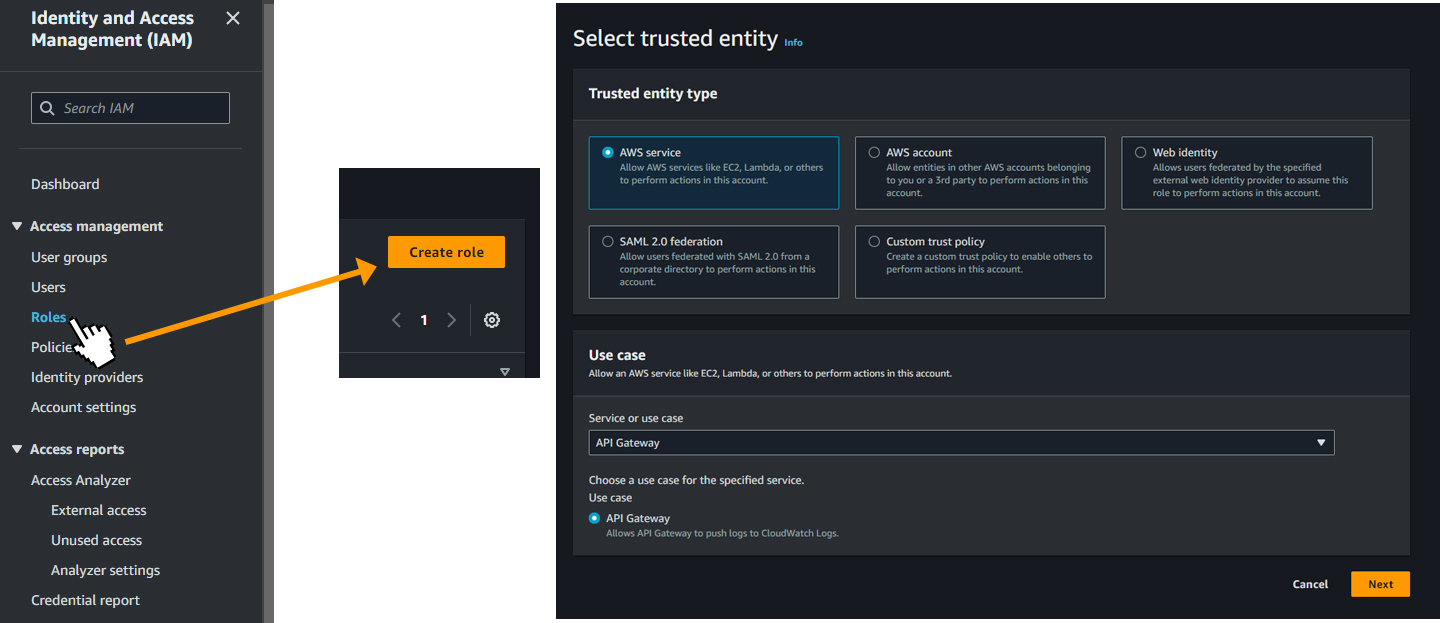 Identity and Access
Management (IAM)
Search IAM
Dashboard
Access management
User groups
Users
Roles
Policie
Identity providers
Account settings
Access reports
Access Analyzer
External access
Unused access
Analyzer settings
Credential report
Create role
1
Select trusted entity Info
Trusted entity type
AWS service
Allow AWS services like EC2, Lambda, or others
to perform actions in this account.
AWS account
Allow entities in other AWS accounts belonging
to you or a 3rd party to perform actions in this
account.
Web identity
Allows users federated by the specified
external web identity provider to assume this
role to perform actions in this account.
SAML 2.0 federation
Allow users federated with SAML 2.0 from a
corporate directory to perform actions in this
account.
Custom trust policy
Create a custom trust policy to enable others to
perform actions in this account.
Use case
Allow an AWS service like EC2, Lambda, or others to perform actions in this account.
Service or use case
API Gateway
Choose a use case for the specified service.
Use case
API Gateway
Allows API Gateway to push logs to CloudWatch Logs.
Cancel
Next